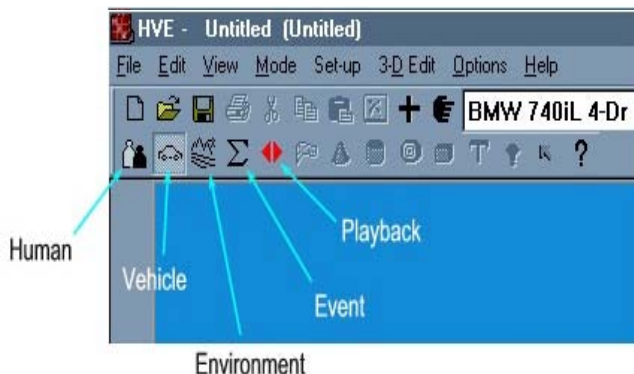 HVE - Untitled (Untitled)
File Edit View Mode Set-up 3-D Edit Options Help
BMW 740iL 4-Dr
Σ T ?
Human
Vehicle
Playback
Event
Environment